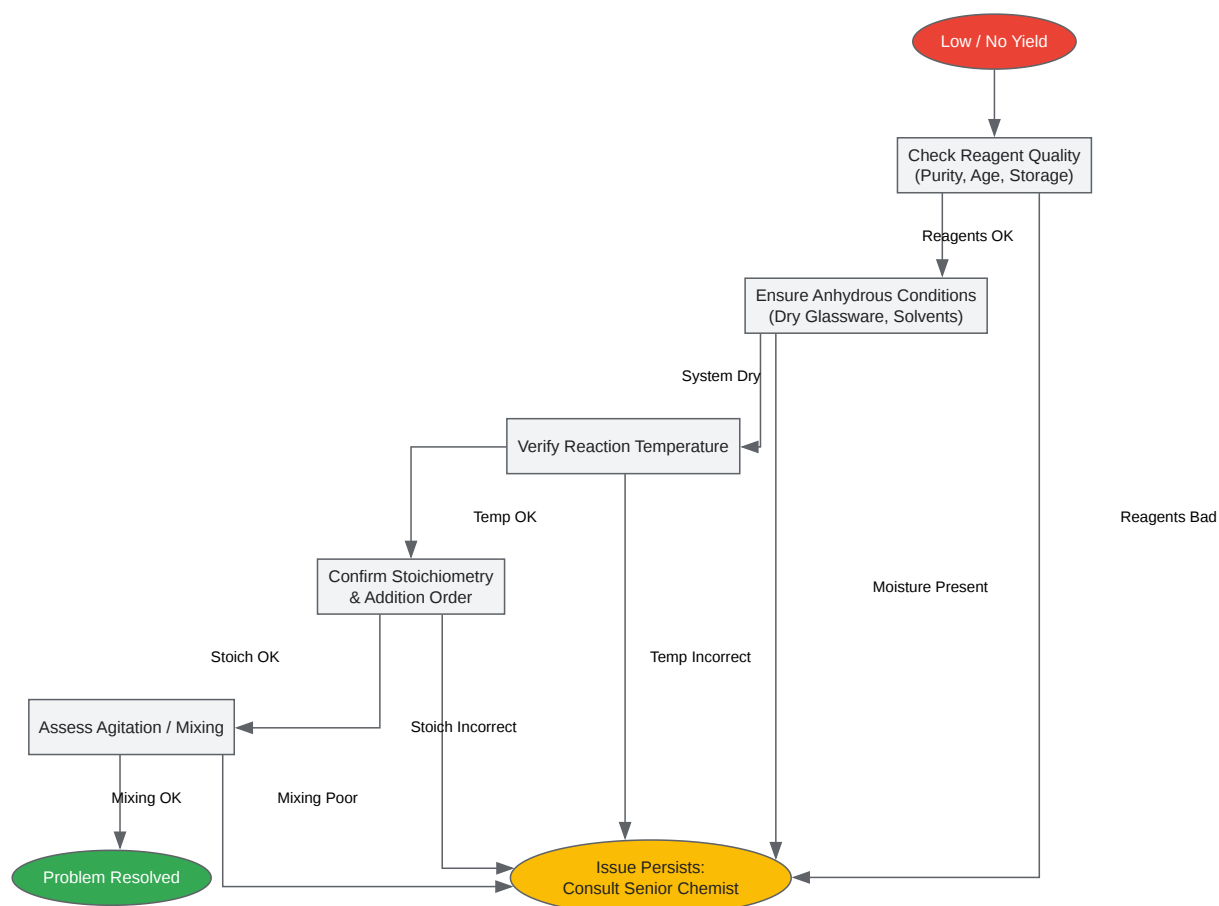 Low / No Yield
Check Reagent Quality
(Purity, Age, Storage)
Reagents OK
Ensure Anhydrous Conditions
(Dry Glassware, Solvents)
System Dry
Verify Reaction Temperature
Temp OK
Reagents Bad
Confirm Stoichiometry
& Addition Order
Moisture Present
Stoich OK
Temp Incorrect
Assess Agitation / Mixing
Stoich Incorrect
Mixing OK
Mixing Poor
Problem Resolved
Issue Persists:
Consult Senior Chemist